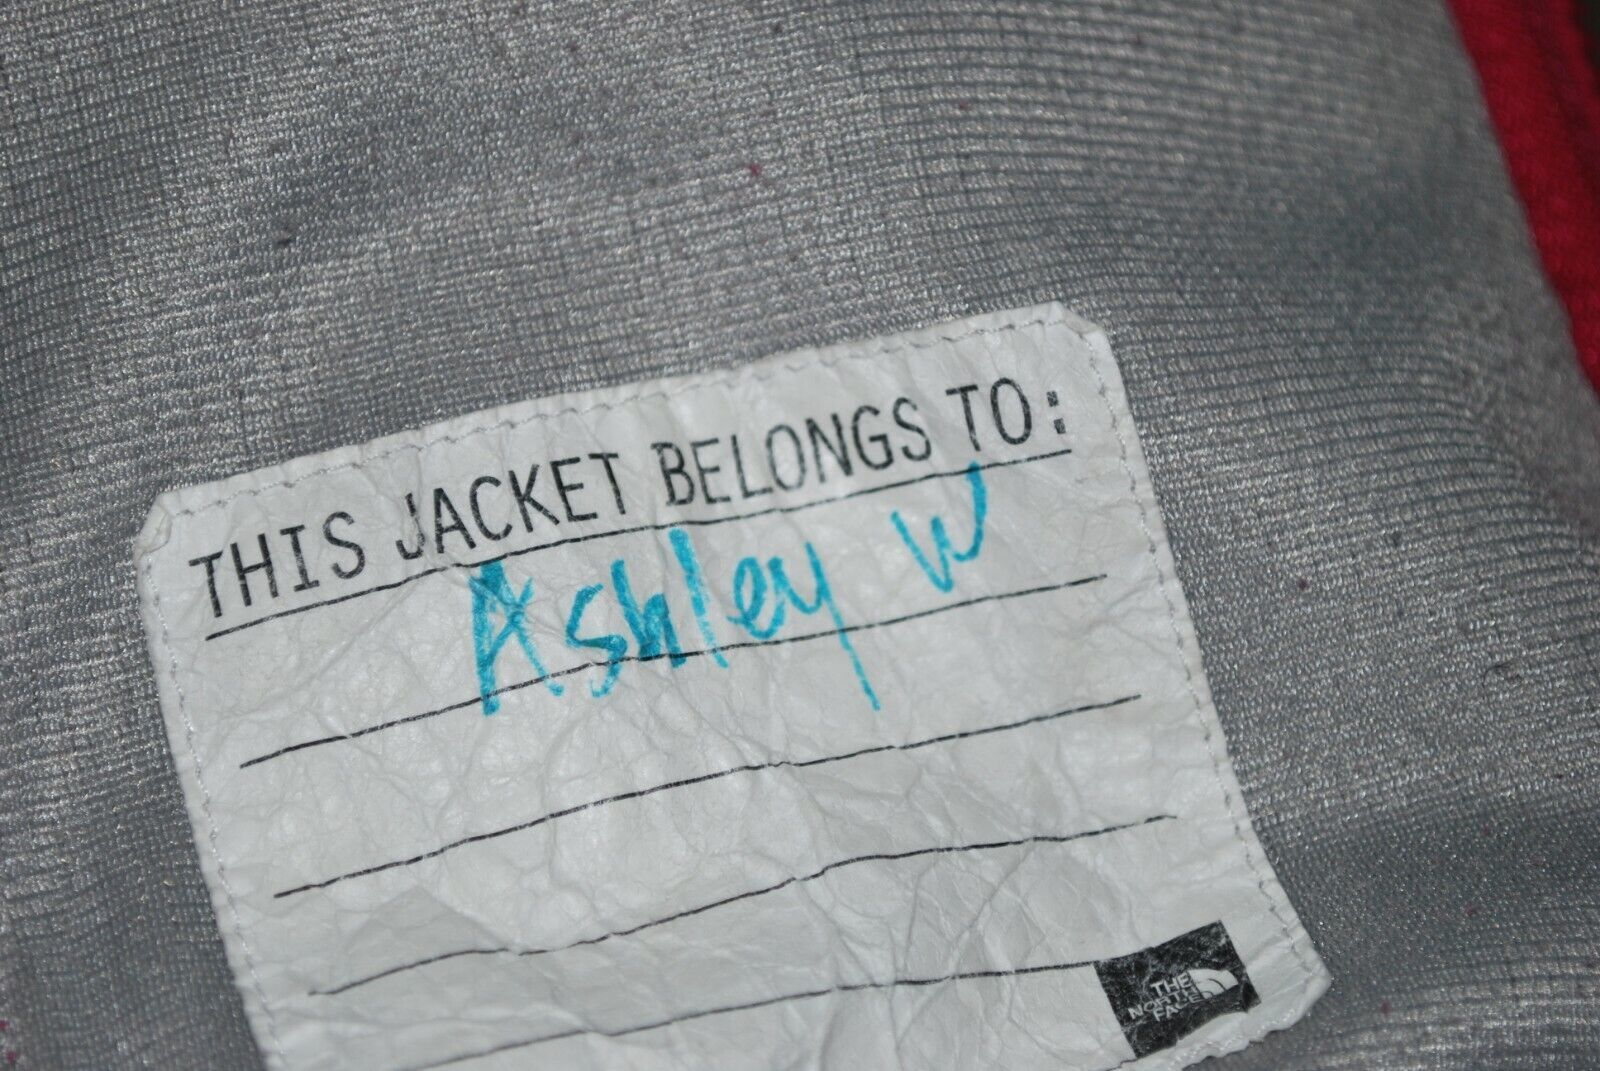 THIS JACKET BELONGS TO:
Ashley W
THE
NORTH
FACE